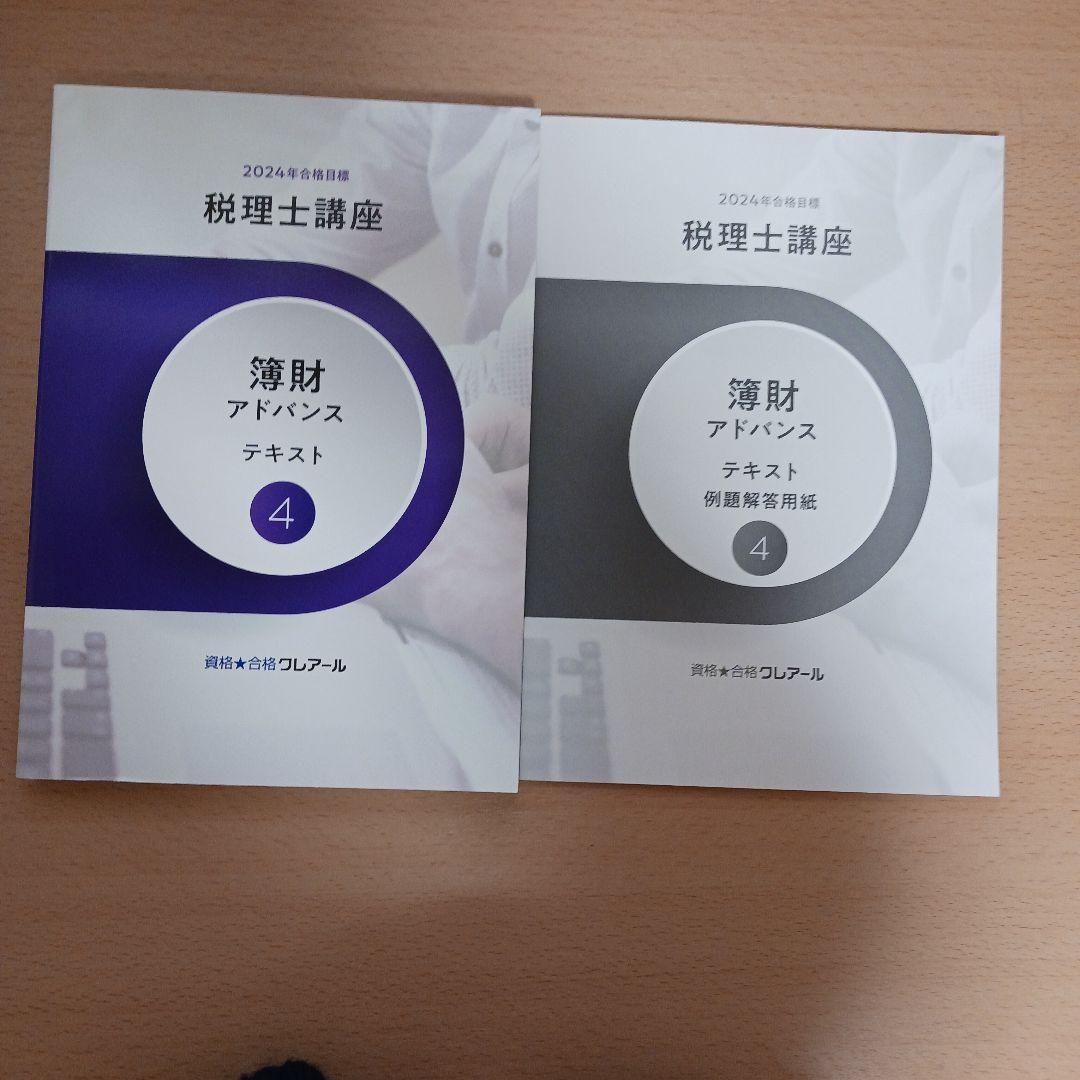 2024年合格目標
税理士講座
簿財
アドバンス
テキスト
4
資格★合格クレアール
2024年合格目標
税理士講座
簿財
アドバンス
テキスト
例題解答用紙
4
資格★合格クレアール